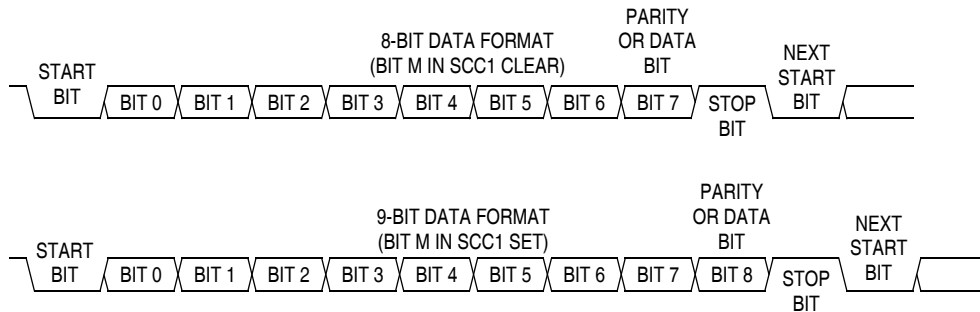 8-BIT DATA FORMAT
(BIT M IN SCC1 CLEAR)
PARITY
OR DATA
BIT
START
BIT
BIT 0
BIT 1
BIT 2
BIT 3
BIT 4
BIT 5
BIT 6
BIT 7
STOP
BIT
NEXT
START
BIT
9-BIT DATA FORMAT
(BIT M IN SCC1 SET)
PARITY
OR DATA
BIT
START
BIT
BIT 0
BIT 1
BIT 2
BIT 3
BIT 4
BIT 5
BIT 6
BIT 7
BIT 8
STOP
BIT
NEXT
START
BIT